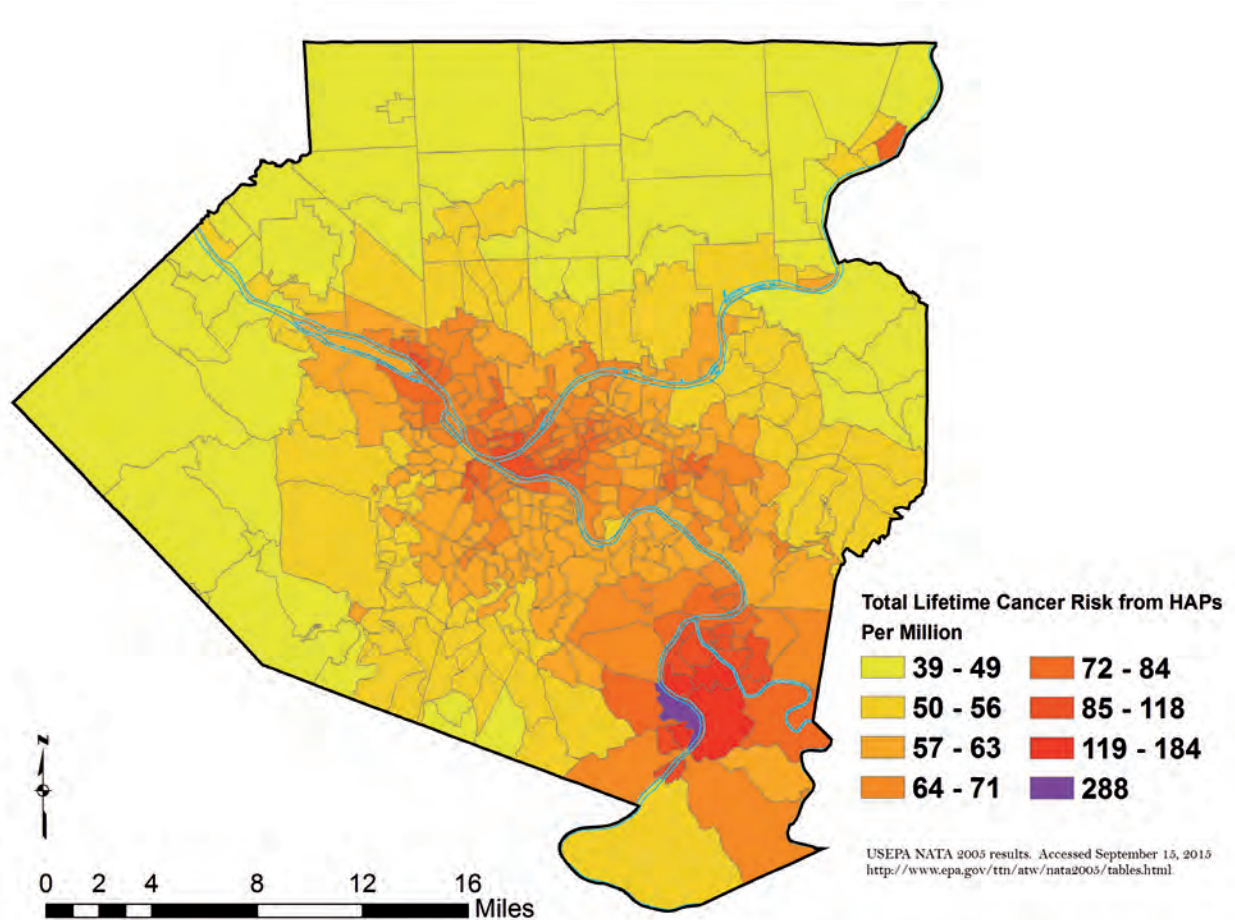 Total Lifetime Cancer Risk from HAPs
Per Million
39 - 49
50 - 56
57 - 63
64 - 71
72 - 84
85 - 118
119 - 184
288
USEPA NATA 2005 results. Accessed September 15, 2015
http://www.epa.gov/ttn/atw/nata2005/tables.html
N
0 2 4 8 12 16
Miles